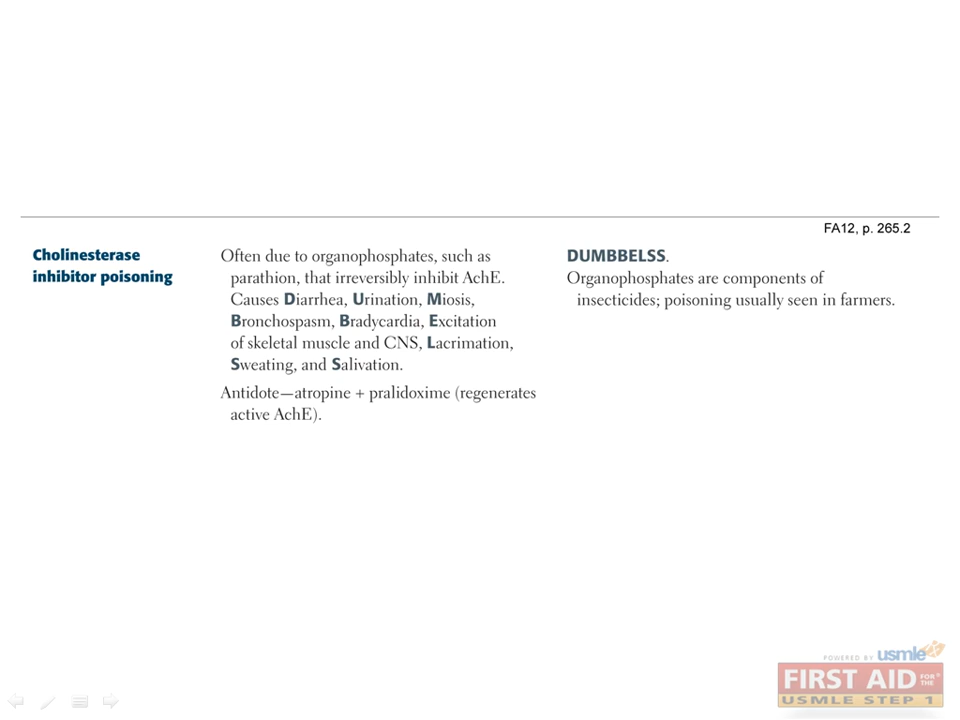 FA12, p. 265.2
Cholinesterase
inhibitor poisoning
Often due to organophosphates, such as
parathion, that irreversibly inhibit AchE.
Causes Diarrhea, Urination, Miosis,
Bronchospasm, Bradycardia, Excitation
of skeletal muscle and CNS, Lacrimation,
Sweating, and Salivation.
Antidote—atropine + pralidoxime (regenerates
active AchE).
DUMBBELSS.
Organophosphates are components of
insecticides; poisoning usually seen in farmers.
POWERED BY usmle
FIRST AID FOR THE
USMLE STEP 1